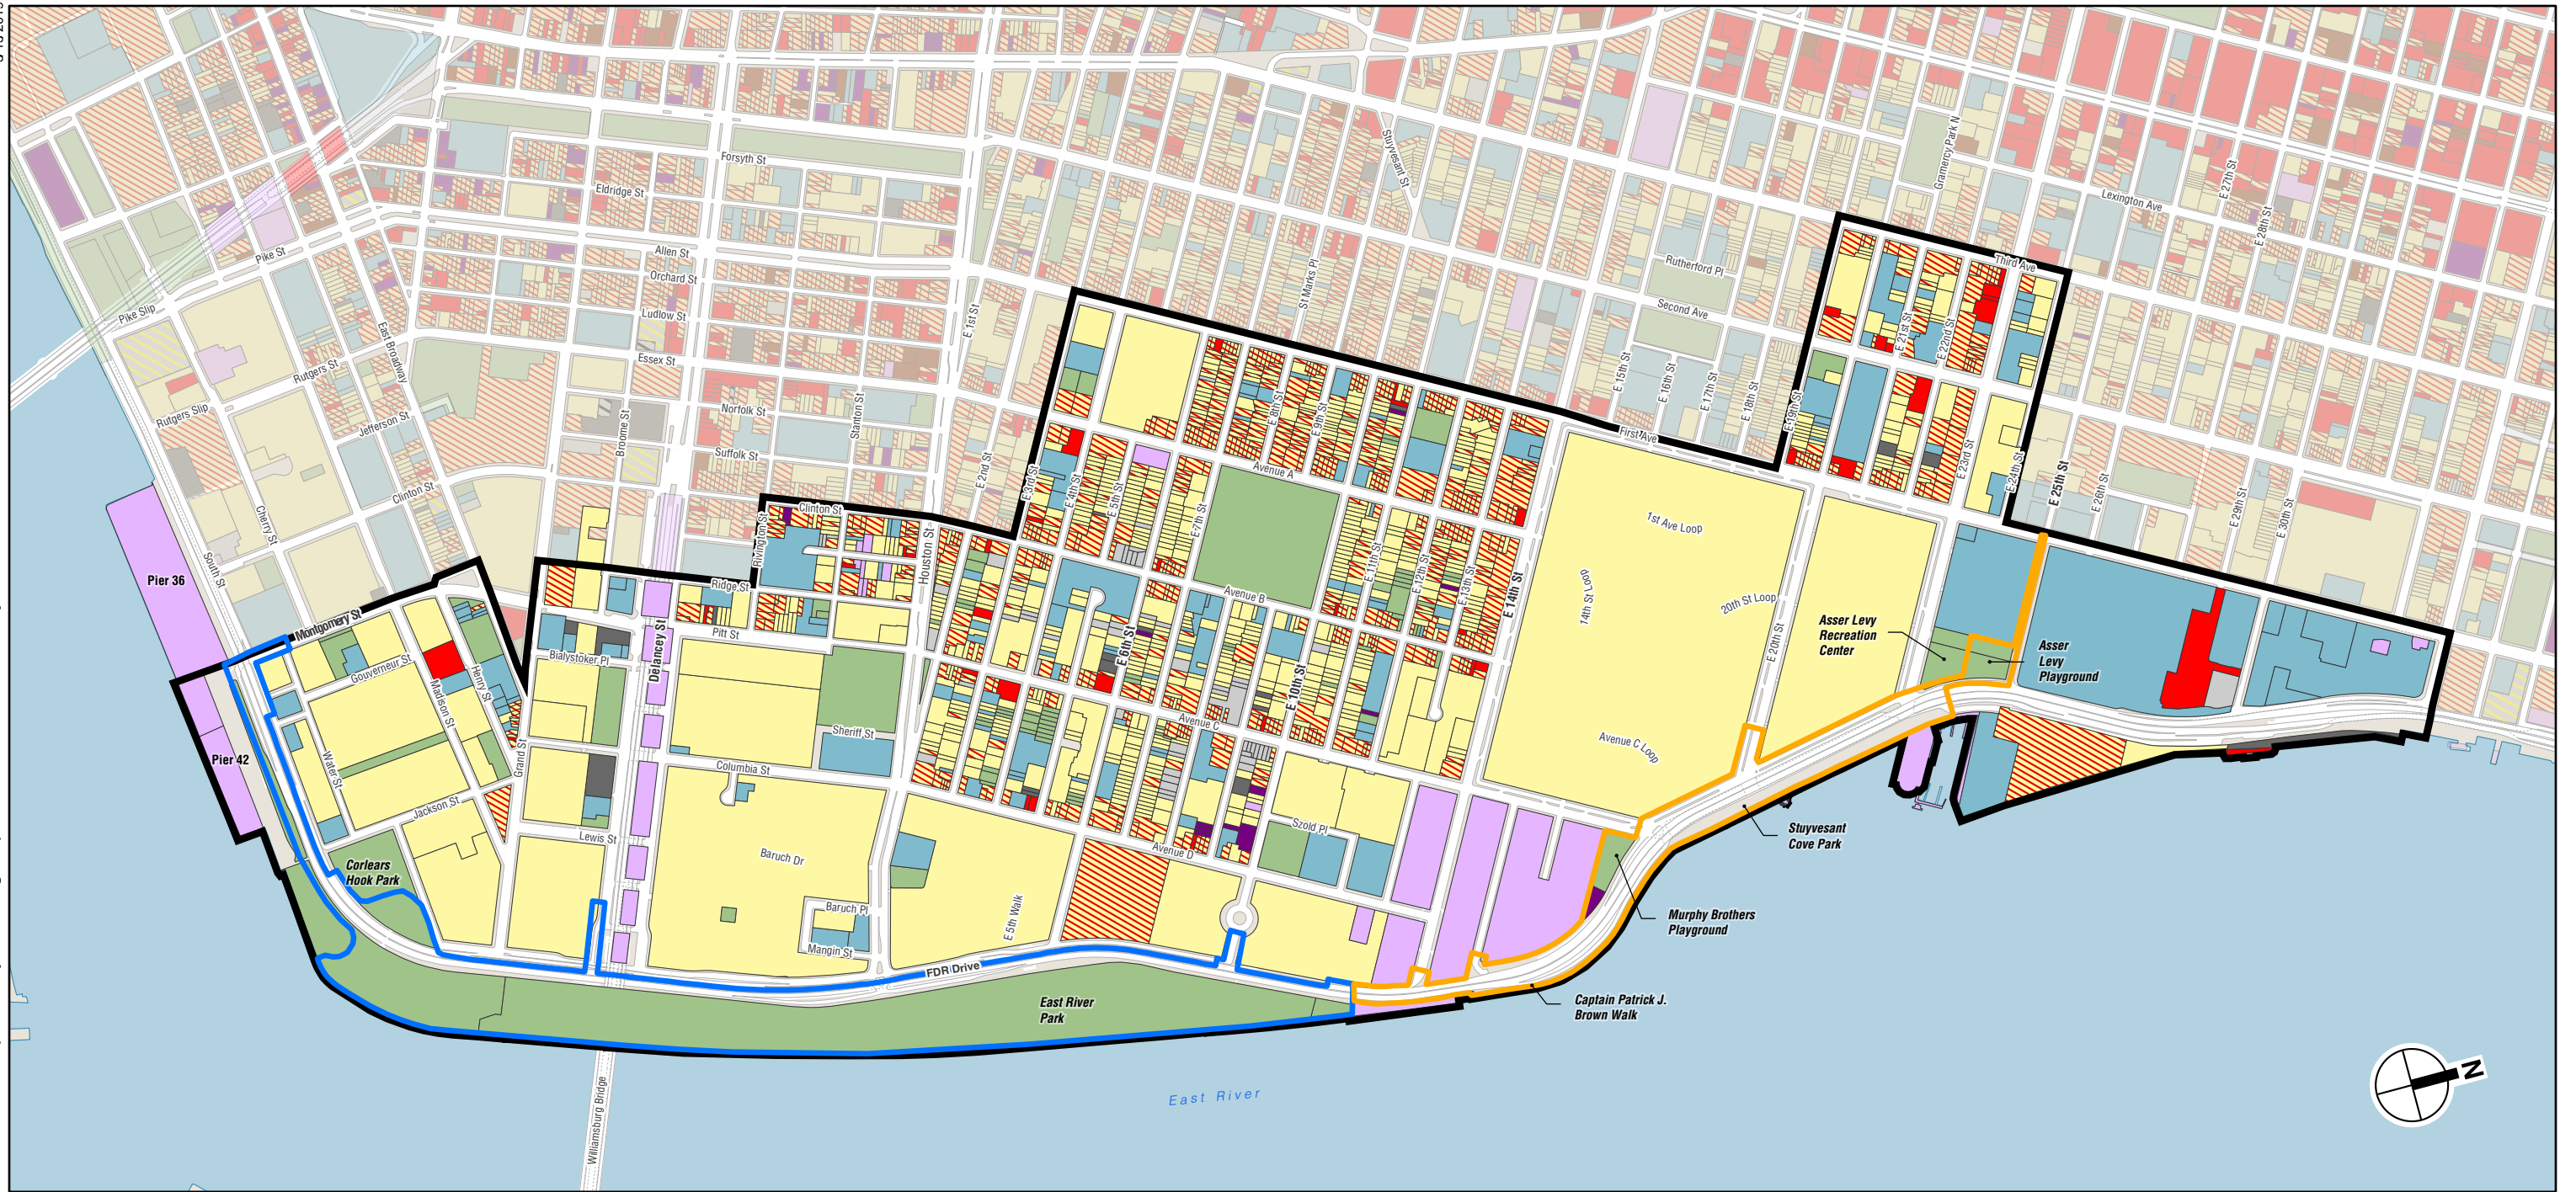 Forsyth St
Eldridge St
Allen St
Orchard St
Ludlow St
Essex St
Norfolk St
Suffolk St
Stanton St
Broome St
Pike St
Pike Slip
East Broadway
Rutgers St
Rutgers Slip
Jefferson St
Clinton St
Cherry St
South St
Stuyvesant St
St Marks Pl
E 1st St
E 2nd St
Gramercy Park N
Lexington Ave
E 27th St
E 28th St
Rutherford Pl
Second Ave
Third Ave
E 15th St
E 16th St
E 17th St
E 18th St
E 19th St
E 21st St
E 22nd St
E 23rd St
E 24th St
E 25th St
E 26th St
E 29th St
E 30th St
First Ave
Avenue A
Avenue B
Avenue C
Avenue D
E 3rd St
E 4th St
E 5th St
E 6th St
E 7th St
E 8th St
E 9th St
E 10th St
E 11th St
E 12th St
E 13th St
E 14th St
1st Ave Loop
14th St Loop
20th St Loop
Avenue C Loop
E 20th St
Clinton St
Rivington St
Houston St
Ridge St
Pitt St
Delancey St
Bialystoker Pl
Sheriff St
Columbia St
Lewis St
Baruch Dr
Baruch Pl
Mangin St
E 5th Walk
Szold Pl
FDR Drive
Pier 36
Pier 42
Montgomery St
Gouverneur St
Madison St
Henry St
Water St
Jackson St
Grand St
Corlears
Hook Park
East River
Park
Asser Levy
Recreation
Center
Asser
Levy
Playground
Stuyvesant
Cove Park
Murphy Brothers
Playground
Captain Patrick J.
Brown Walk
Williamsburg Bridge
East River
N